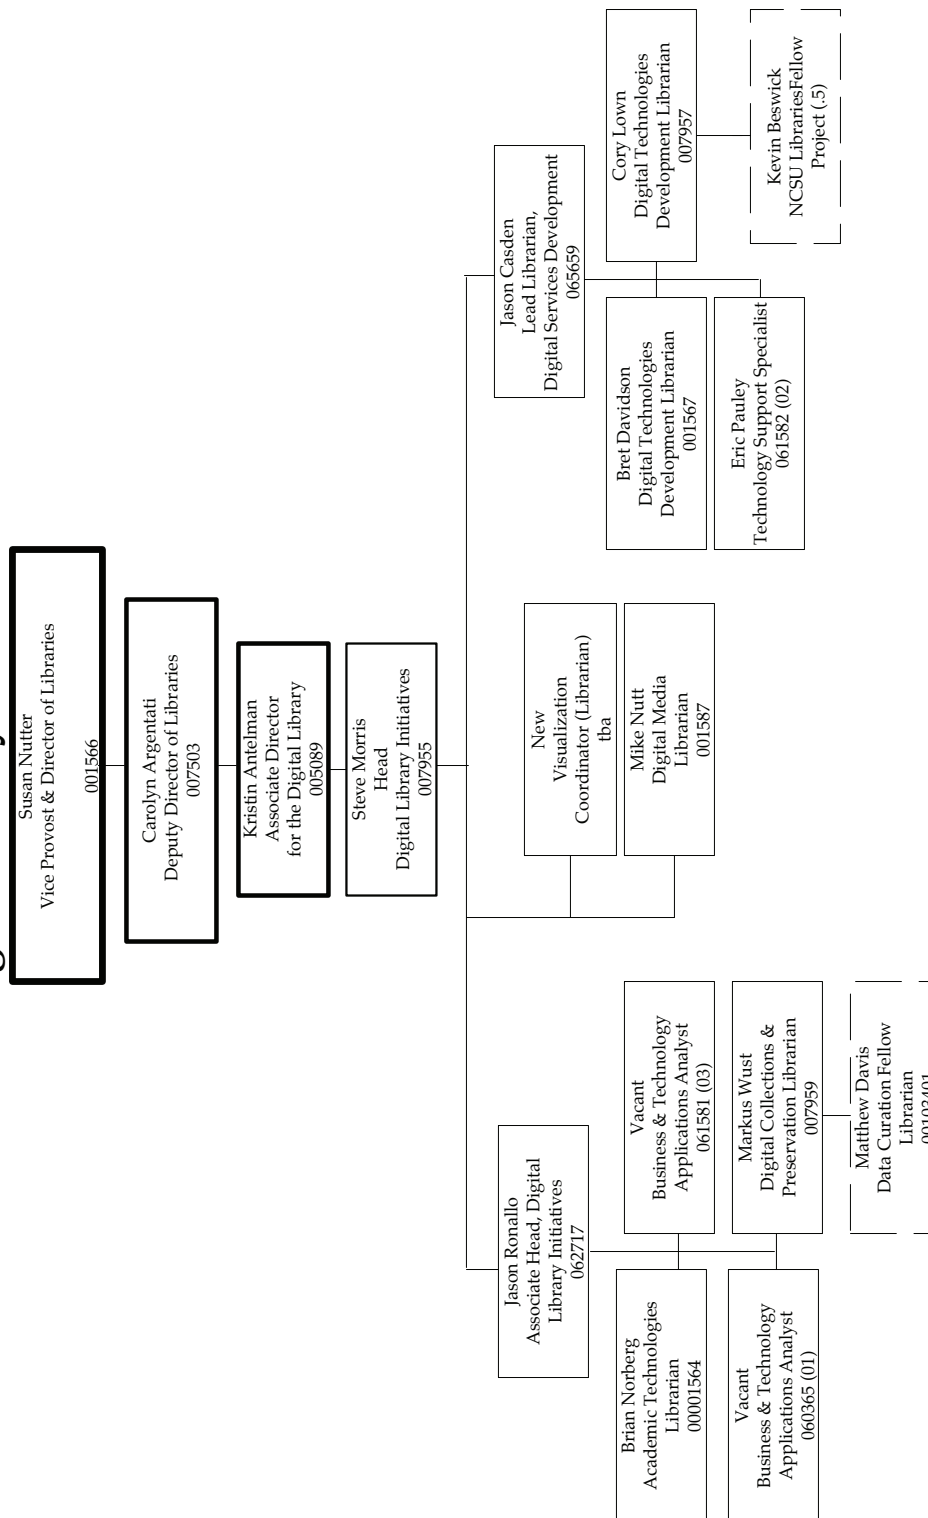 Susan Nutter
Vice Provost & Director of Libraries
001566
Carolyn Argentati
Deputy Director of Libraries
007503
Kristin Antelman
Associate Director
for the Digital Library
005089
Steve Morris
Head
Digital Library Initiatives
007955
Jason Ronallo
Associate Head, Digital
Library Initiatives
062717
Brian Norberg
Academic Technologies
Librarian
00001564
Vacant
Business & Technology
Applications Analyst
061581 (03)
Vacant
Business & Technology
Applications Analyst
060365 (01)
Markus Wust
Digital Collections &
Preservation Librarian
007959
Matthew Davis
Data Curation Fellow
Librarian
New
Visualization
Coordinator (Librarian)
tba
Mike Nutt
Digital Media
Librarian
001587
Jason Casden
Lead Librarian,
Digital Services Development
065659
Bret Davidson
Digital Technologies
Development Librarian
001567
Cory Lown
Digital Technologies
Development Librarian
007957
Eric Pauley
Technology Support Specialist
061582 (02)
Kevin Beswick
NCSU LibrariesFellow
Project (.5)